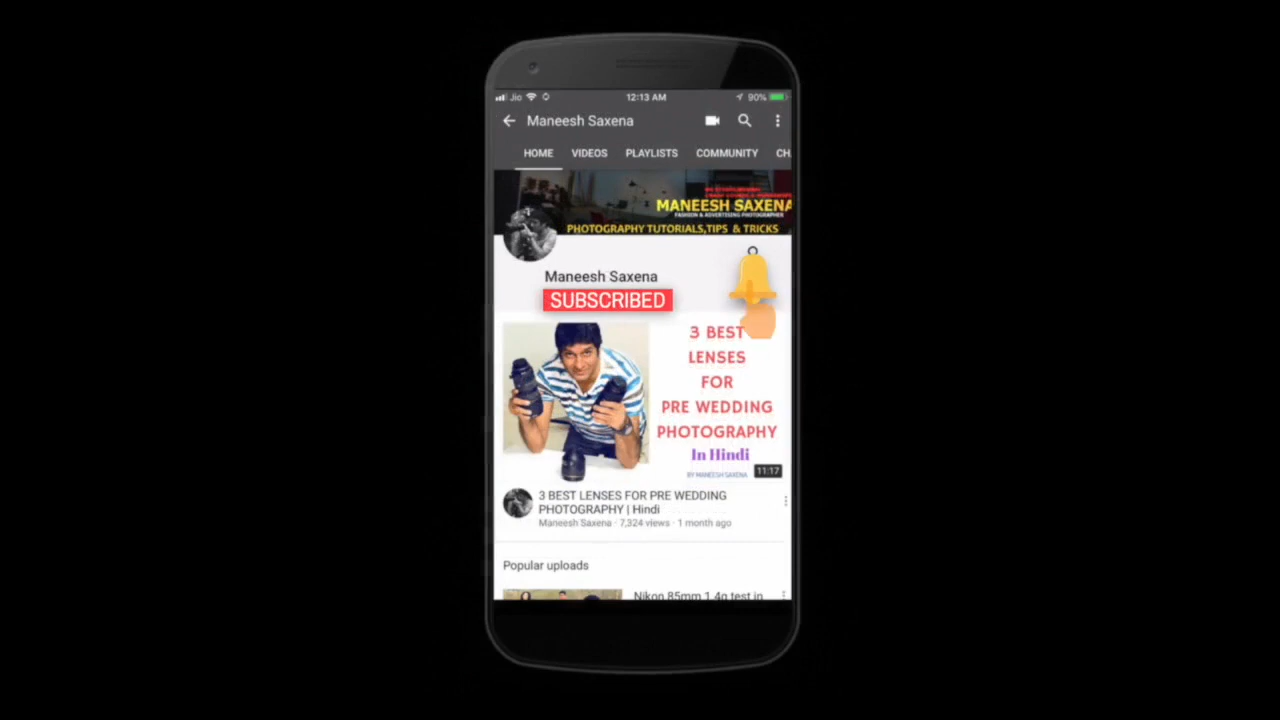 Jio 12:13 AM 90%
Maneesh Saxena
HOME VIDEOS PLAYLISTS COMMUNITY CH
MANEESH SAXENA
FASHION & ADVERTISING PHOTOGRAPHER
PHOTOGRAPHY TUTORIALS,TIPS & TRICKS
Maneesh Saxena
SUBSCRIBED
3 BEST
LENSES
FOR
PRE WEDDING
PHOTOGRAPHY
In Hindi
BY MANEESH SAXENA
11:17
3 BEST LENSES FOR PRE WEDDING
PHOTOGRAPHY | Hindi
Maneesh Saxena · 7,324 views · 1 month ago
Popular uploads
Nikon 85mm 1.4g test in